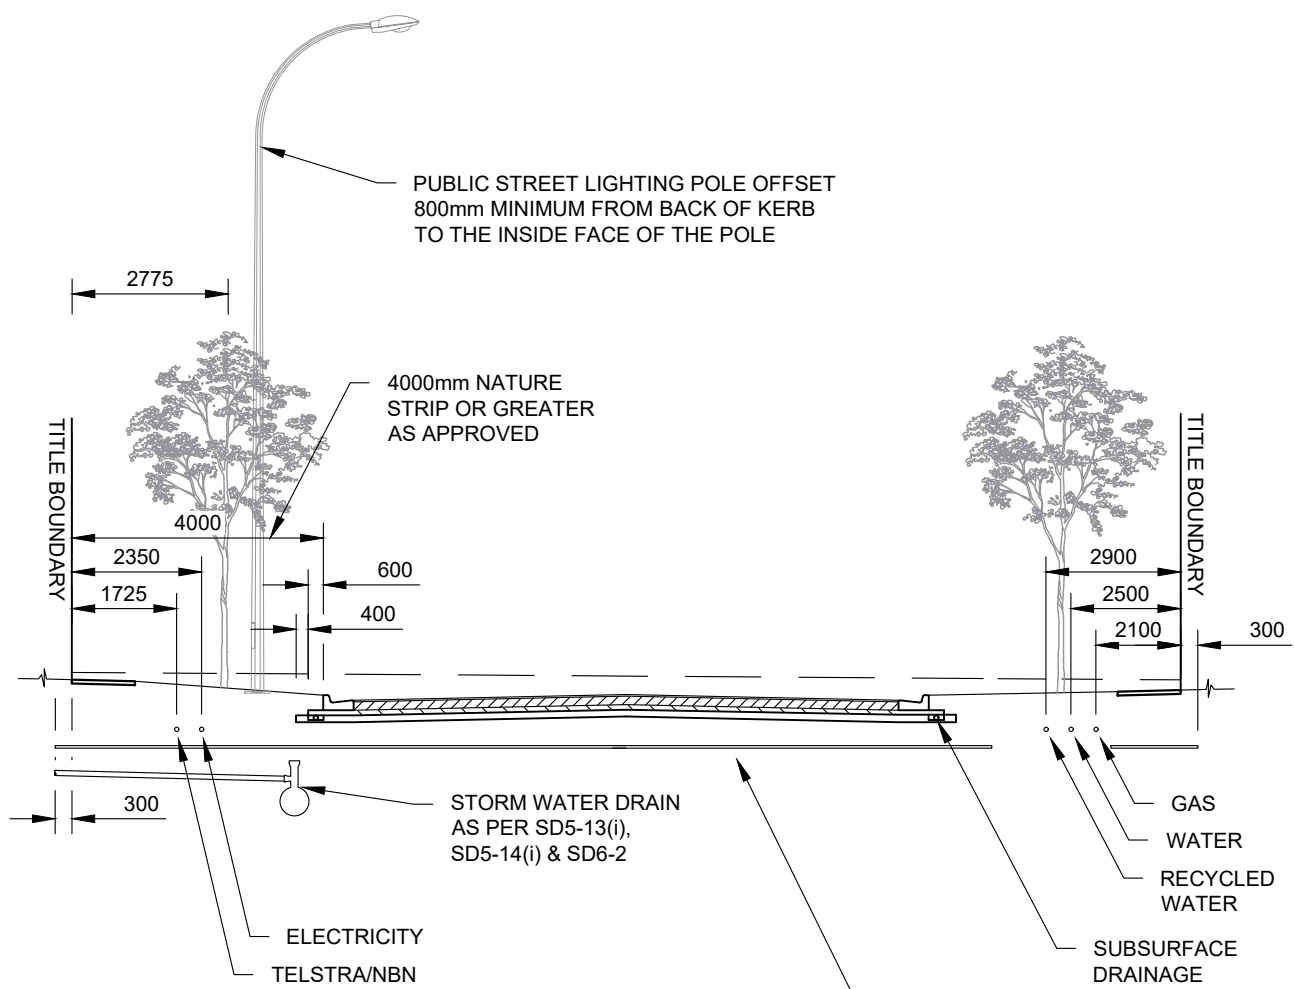 PUBLIC STREET LIGHTING POLE OFFSET
800mm MINIMUM FROM BACK OF KERB
TO THE INSIDE FACE OF THE POLE
2775
4000mm NATURE
STRIP OR GREATER
AS APPROVED
TITLE BOUNDARY
TITLE BOUNDARY
4000
2350
600
2900
1725
400
2500
2100
300
300
STORM WATER DRAIN
AS PER SD5-13(i),
SD5-14(i) & SD6-2
GAS
WATER
RECYCLED
WATER
ELECTRICITY
SUBSURFACE
DRAINAGE
TELSTRA/NBN